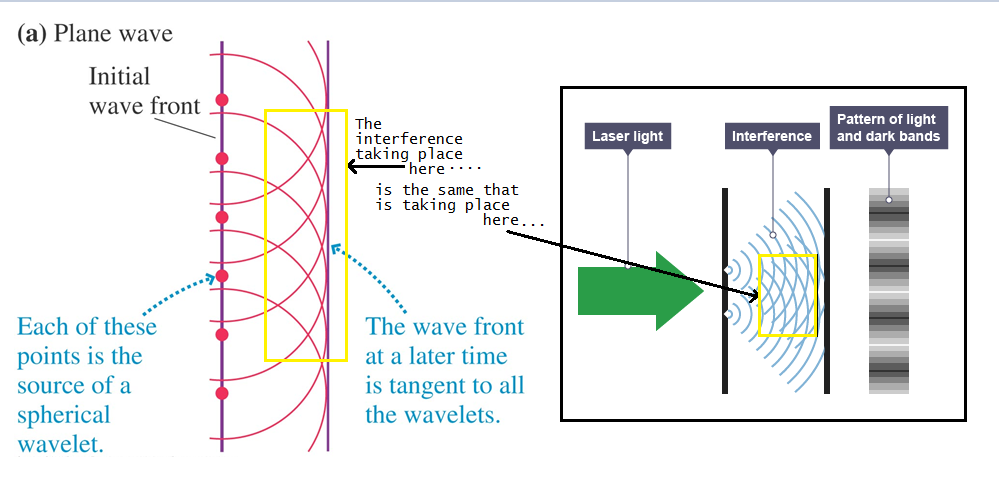 (a) Plane wave
Initial
wave front
The
interference
taking place
here....
is the same that
is taking place
here...
Each of these
points is the
source of a
spherical
wavelet.
The wave front
at a later time
is tangent to all
the wavelets.
Laser light
Interference
Pattern of light
and dark bands